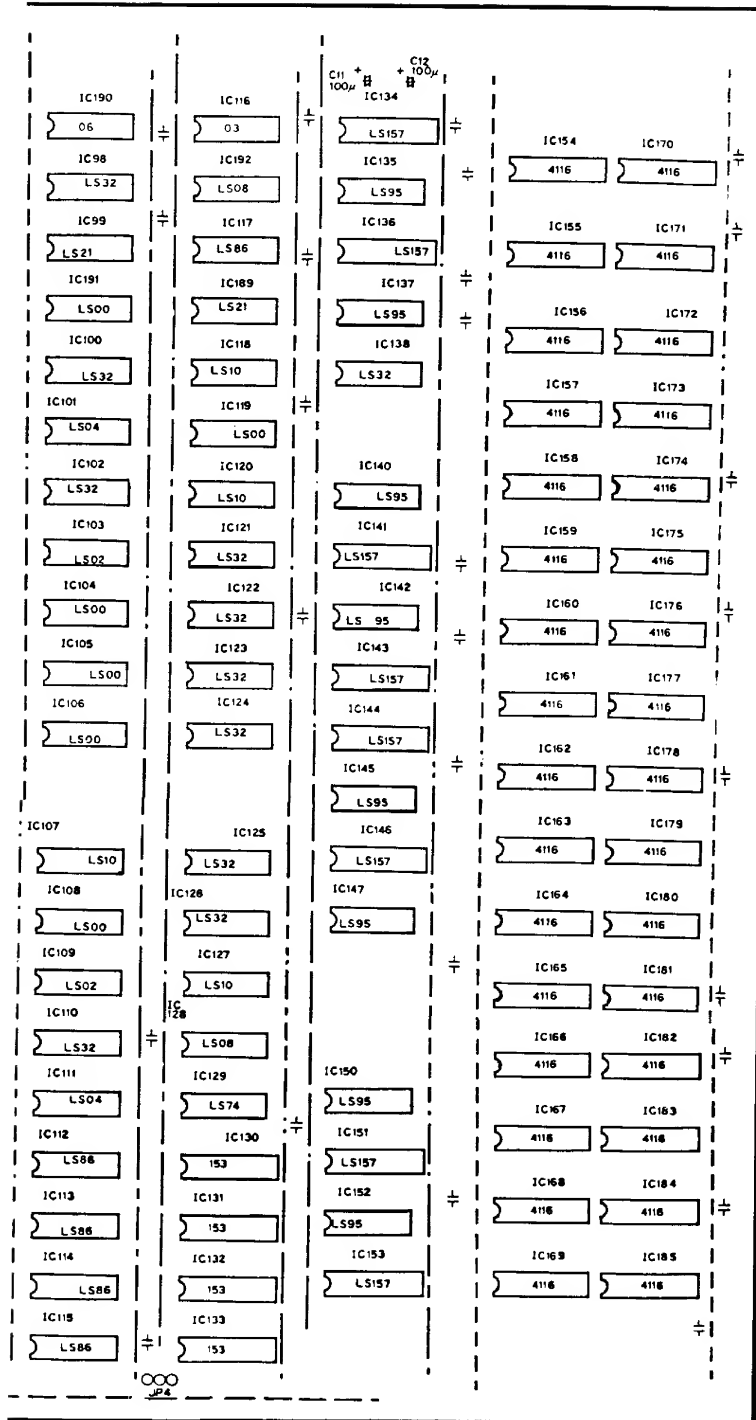 C11
100µ
+
+
C12
100µ
IC190
06
IC98
LS32
IC99
LS21
IC191
LS00
IC100
LS32
IC101
LS04
IC102
LS32
IC103
LS02
IC104
LS00
IC105
LS00
IC106
LS00
IC107
LS10
IC108
LS00
IC109
LS02
IC110
LS32
IC111
LS04
IC112
LS86
IC113
LS86
IC114
LS86
IC115
LS86
JP4
IC116
03
IC192
LS08
IC117
LS86
IC189
LS21
IC118
LS10
IC119
LS00
IC120
LS10
IC121
LS32
IC122
LS32
IC123
LS32
IC124
LS32
IC125
LS32
IC126
LS32
IC127
LS10
IC
128
LS08
IC129
LS74
IC130
153
IC131
153
IC132
153
IC133
153
IC134
LS157
IC135
LS95
IC136
LS157
IC137
LS95
IC138
LS32
IC140
LS95
IC141
LS157
IC142
LS 95
IC143
LS157
IC144
LS157
IC145
LS95
IC146
LS157
IC147
LS95
IC150
LS95
IC151
LS157
IC152
LS95
IC153
LS157
IC154 IC170
4116 4116
IC155 IC171
4116 4116
IC156 IC172
4116 4116
IC157 IC173
4116 4116
IC158 IC174
4116 4116
IC159 IC175
4116 4116
IC160 IC176
4116 4116
IC161 IC177
4116 4116
IC162 IC178
4116 4116
IC163 IC179
4116 4116
IC164 IC180
4116 4116
IC165 IC181
4116 4116
IC166 IC182
4116 4116
IC167 IC183
4116 4116
IC168 IC184
4116 4116
IC169 IC185
4116 4116